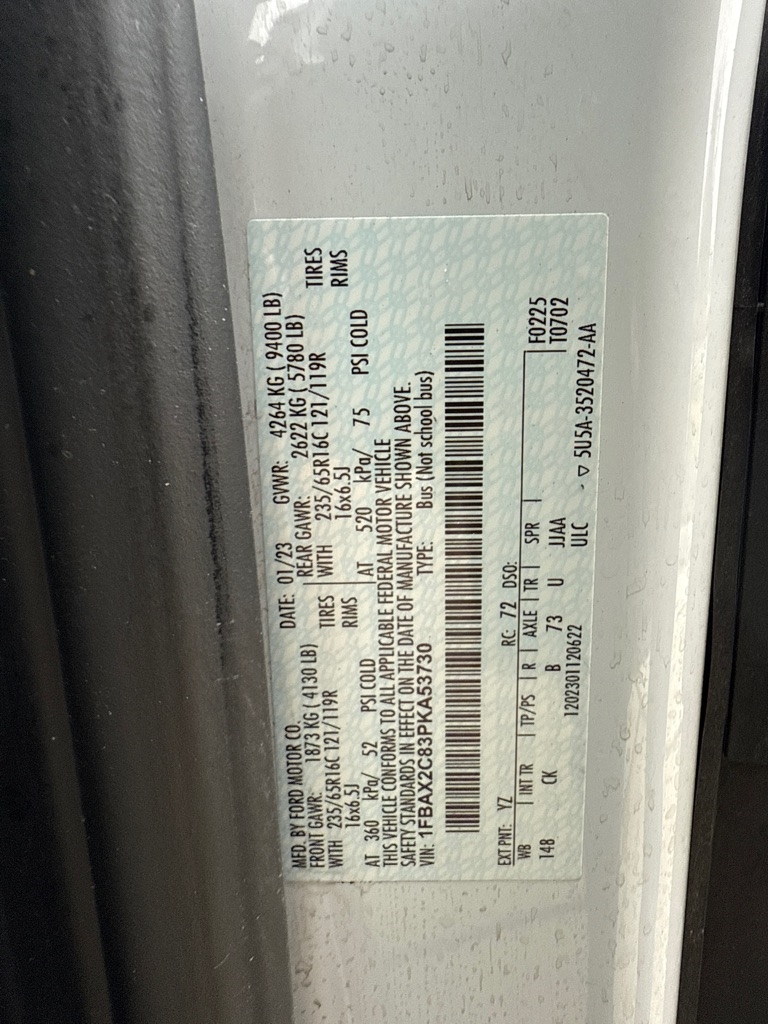 MFD. BY FORD MOTOR CO.
DATE: 01/23 GVWR: 4264 KG ( 9400 LB)
FRONT GAWR: 1873 KG ( 4130 LB) REAR GAWR: 2622 KG ( 5780 LB)
WITH 235/65R16C 121/119R TIRES WITH 235/65R16C 121/119R TIRES
16x6.5J RIMS 16x6.5J RIMS
AT 360 kPa/ 52 PSI COLD AT 520 kPa/ 75 PSI COLD
THIS VEHICLE CONFORMS TO ALL APPLICABLE FEDERAL MOTOR VEHICLE
SAFETY STANDARDS IN EFFECT ON THE DATE OF MANUFACTURE SHOWN ABOVE.
VIN: 1FBAX2C83PKA53730 TYPE: Bus (Not school bus)
EXT PNT: YZ RC: 72 DSO:
WB INT TR TP/PS R AXLE TR SPR F0225
148 CK B 73 U JJAA T0702
1202301120622 ULC ▽ 5U5A-3520472-AA